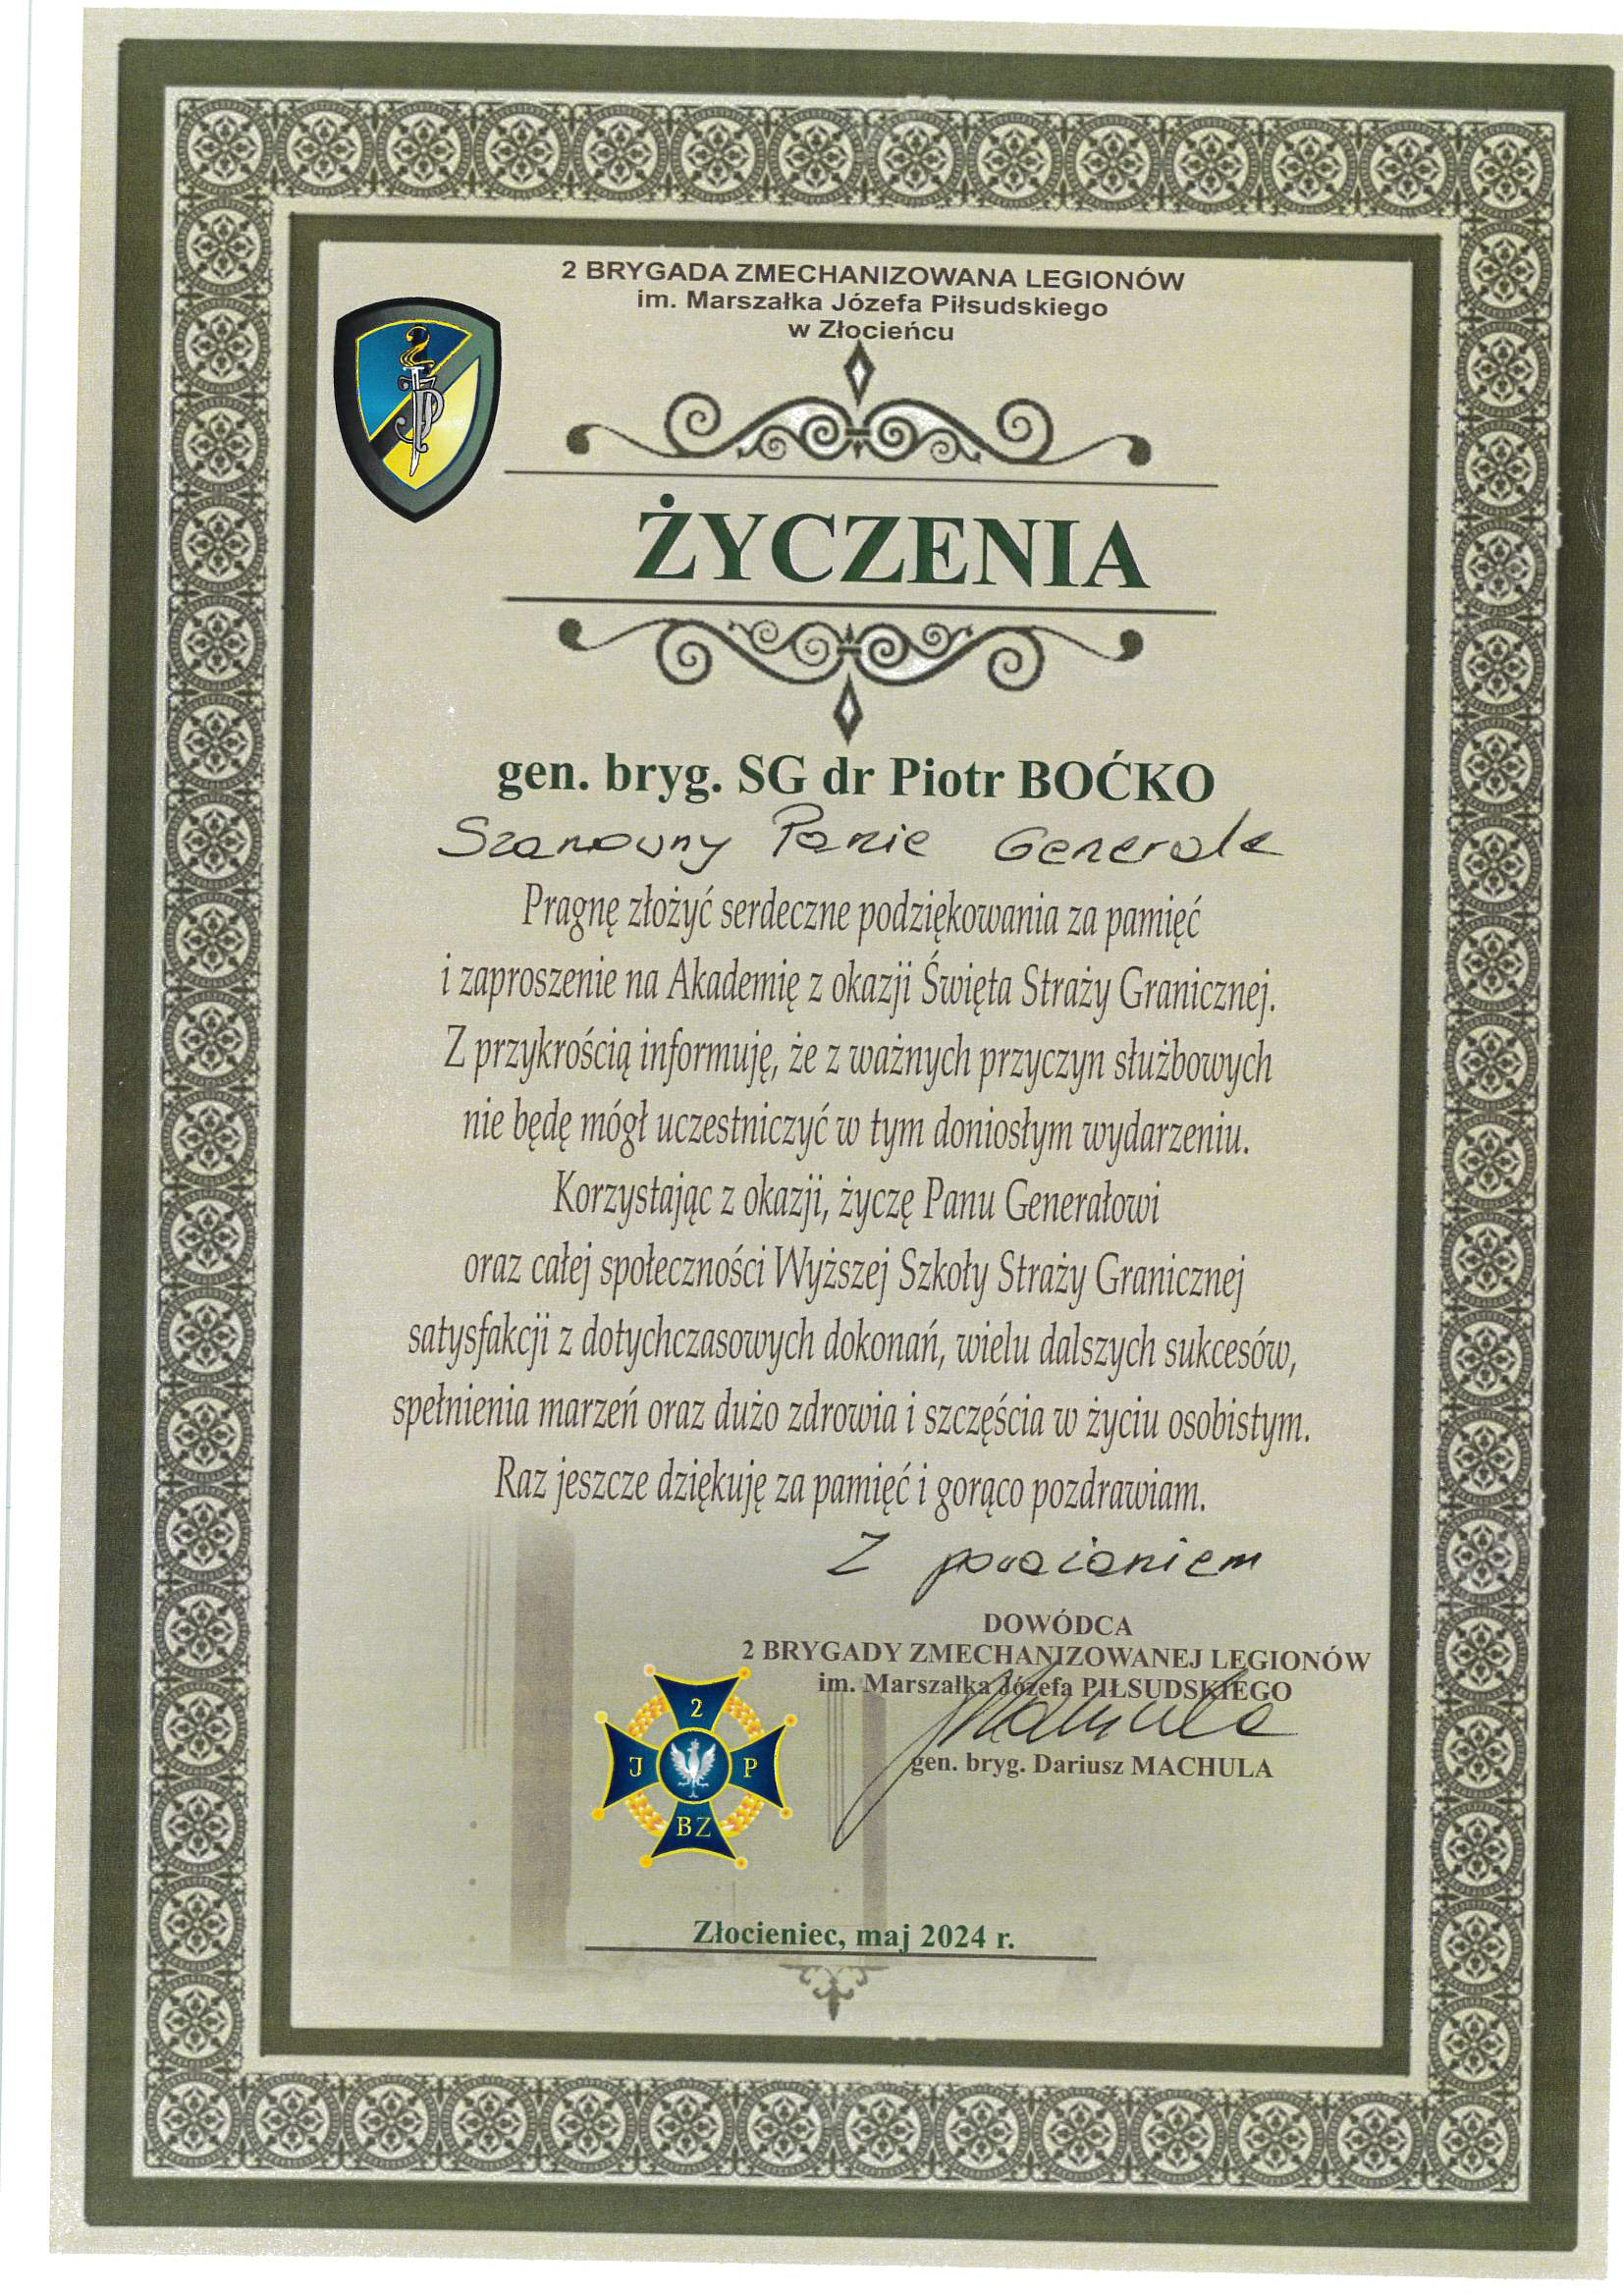 2 BRYGADA ZMECHANIZOWANA LEGIONÓW
im. Marszałka Józefa Piłsudskiego
w Złocieńcu
2
JP
ŻYCZENIA
gen. bryg. SG dr Piotr BOĆKO
Szanowny Panie Generale
Pragnę złożyć serdeczne podziękowania za pamięć
i zaproszenie na Akademię z okazji Święta Straży Granicznej.
Z przykrością informuję, że z ważnych przyczyn służbowych
nie będę mógł uczestniczyć w tym doniosłym wydarzeniu.
Korzystając z okazji, życzę Panu Generałowi
oraz całej społeczności Wyższej Szkoły Straży Granicznej
satysfakcji z dotychczasowych dokonań, wielu dalszych sukcesów,
spełnienia marzeń oraz dużo zdrowia i szczęścia w życiu osobistym.
Raz jeszcze dziękuję za pamięć i gorąco pozdrawiam.
Z poważaniem
DOWÓDCA
2 BRYGADY ZMECHANIZOWANEJ LEGIONÓW
im. Marszałka Józefa PIŁSUDSKIEGO
Machula
gen. bryg. Dariusz MACHULA
2
J P
BZ
Złocieniec, maj 2024 r.